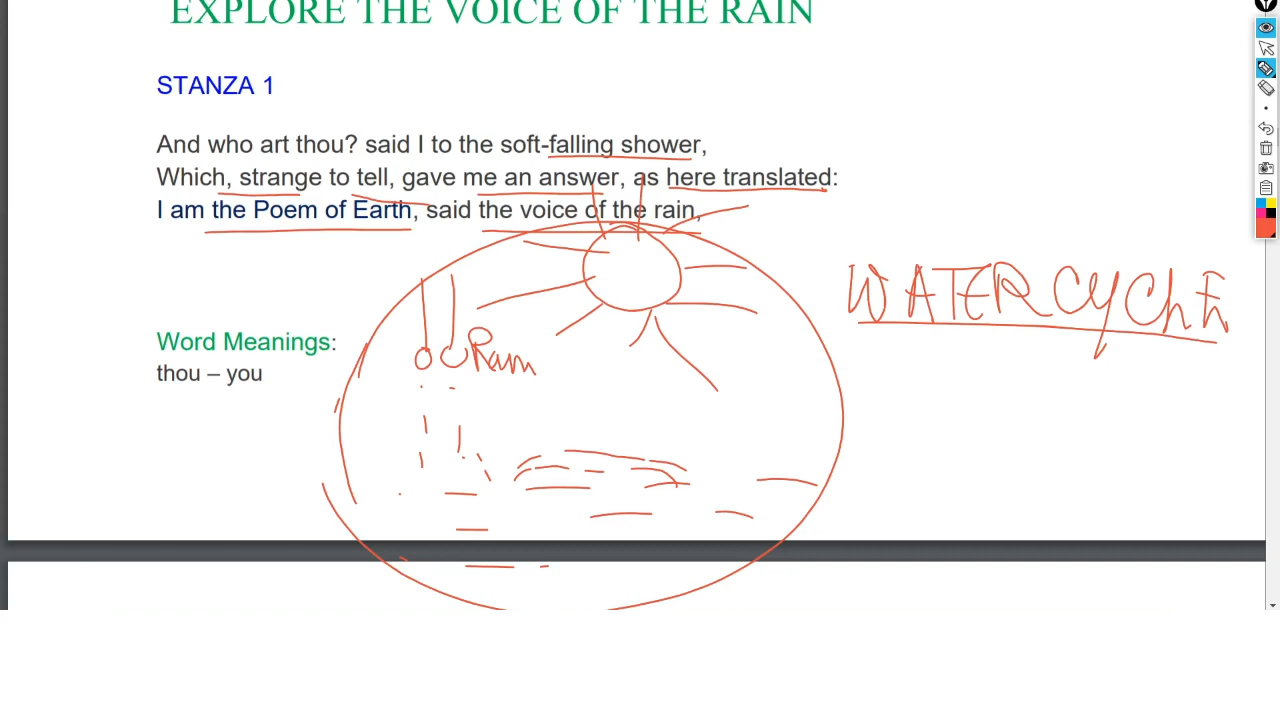 EXPLORE THE VOICE OF THE RAIN
STANZA 1
And who art thou? said I to the soft-falling shower,
Which, strange to tell, gave me an answer, as here translated:
I am the Poem of Earth, said the voice of the rain,
WATER CYCLE
Rain
Word Meanings:
thou – you